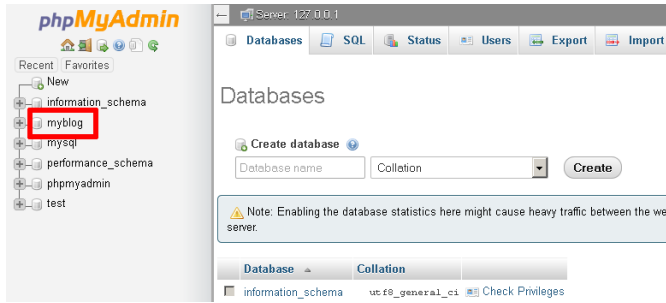 phpMyAdmin
Recent Favorites
New
information_schema
myblog
mysql
performance_schema
phpmyadmin
test
Server: 127.0.0.1
Databases SQL Status Users Export Import
Databases
Create database
Database name Collation Create
Note: Enabling the database statistics here might cause heavy traffic between the we
server.
Database Collation
information_schema utf8_general_ci Check Privileges